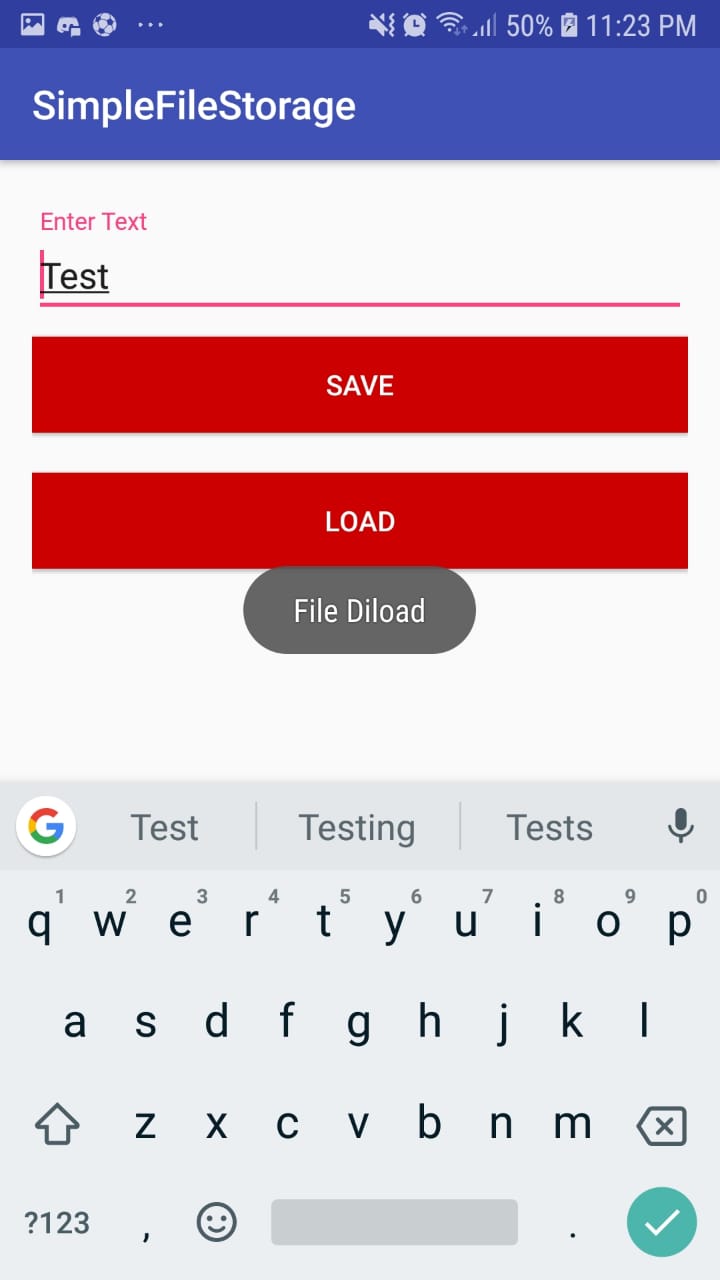 50% 11:23 PM
SimpleFileStorage
Enter Text
Test
SAVE
LOAD
File Diload
G Test Testing Tests
1 2 3 4 5 6 7 8 9 0
q w e r t y u i o p
a s d f g h j k l
z x c v b n m
?123 , .